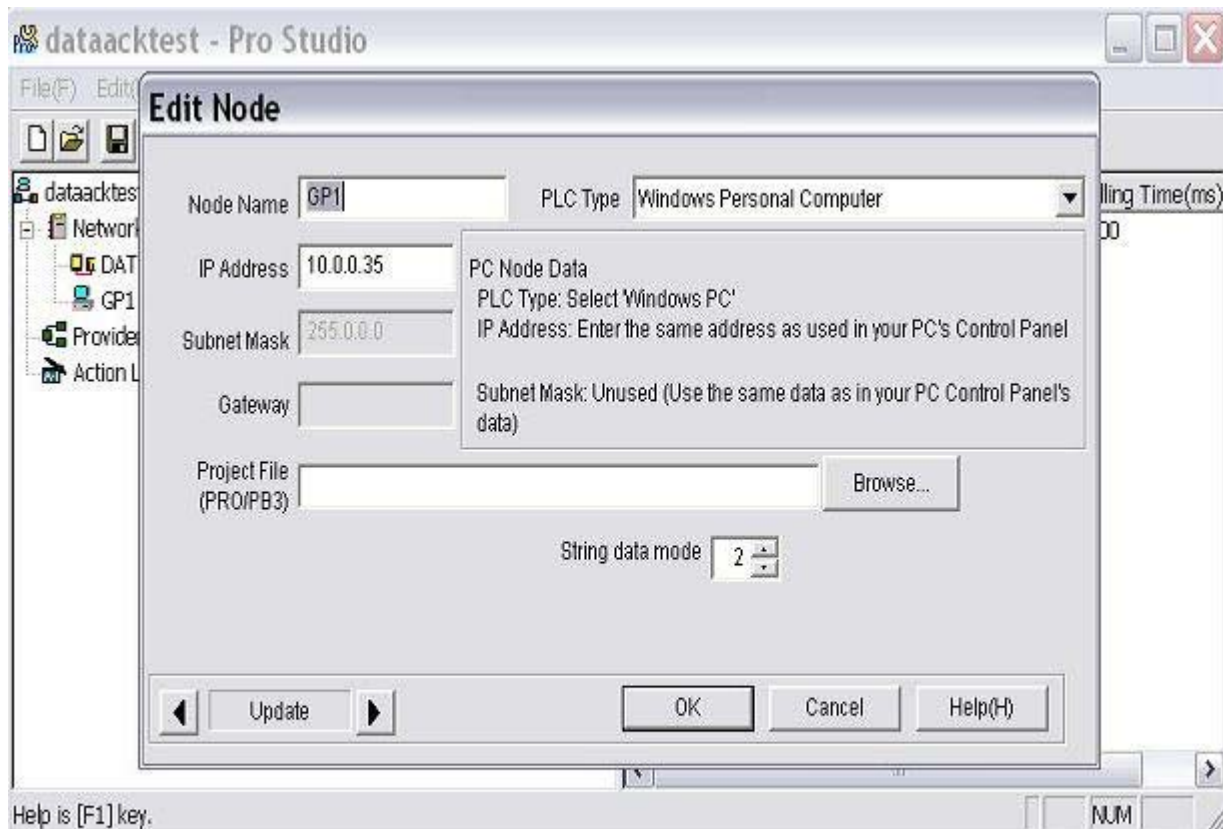 dataacktest - Pro Studio
File(F) Edit(
Edit Node
dataacktes
Networ
DAT
GP1
Provider
Action L
Node Name GP1 PLC Type Windows Personal Computer
IP Address 10.0.0.35
Subnet Mask 255.0.0.0
Gateway
PC Node Data
PLC Type: Select 'Windows PC'
IP Address: Enter the same address as used in your PC's Control Panel
Subnet Mask: Unused (Use the same data as in your PC Control Panel's
data)
Project File
(PRO/PB3)
Browse...
String data mode 2
Update OK Cancel Help(H)
lling Time(ms)
00
Help is [F1] key.
NUM